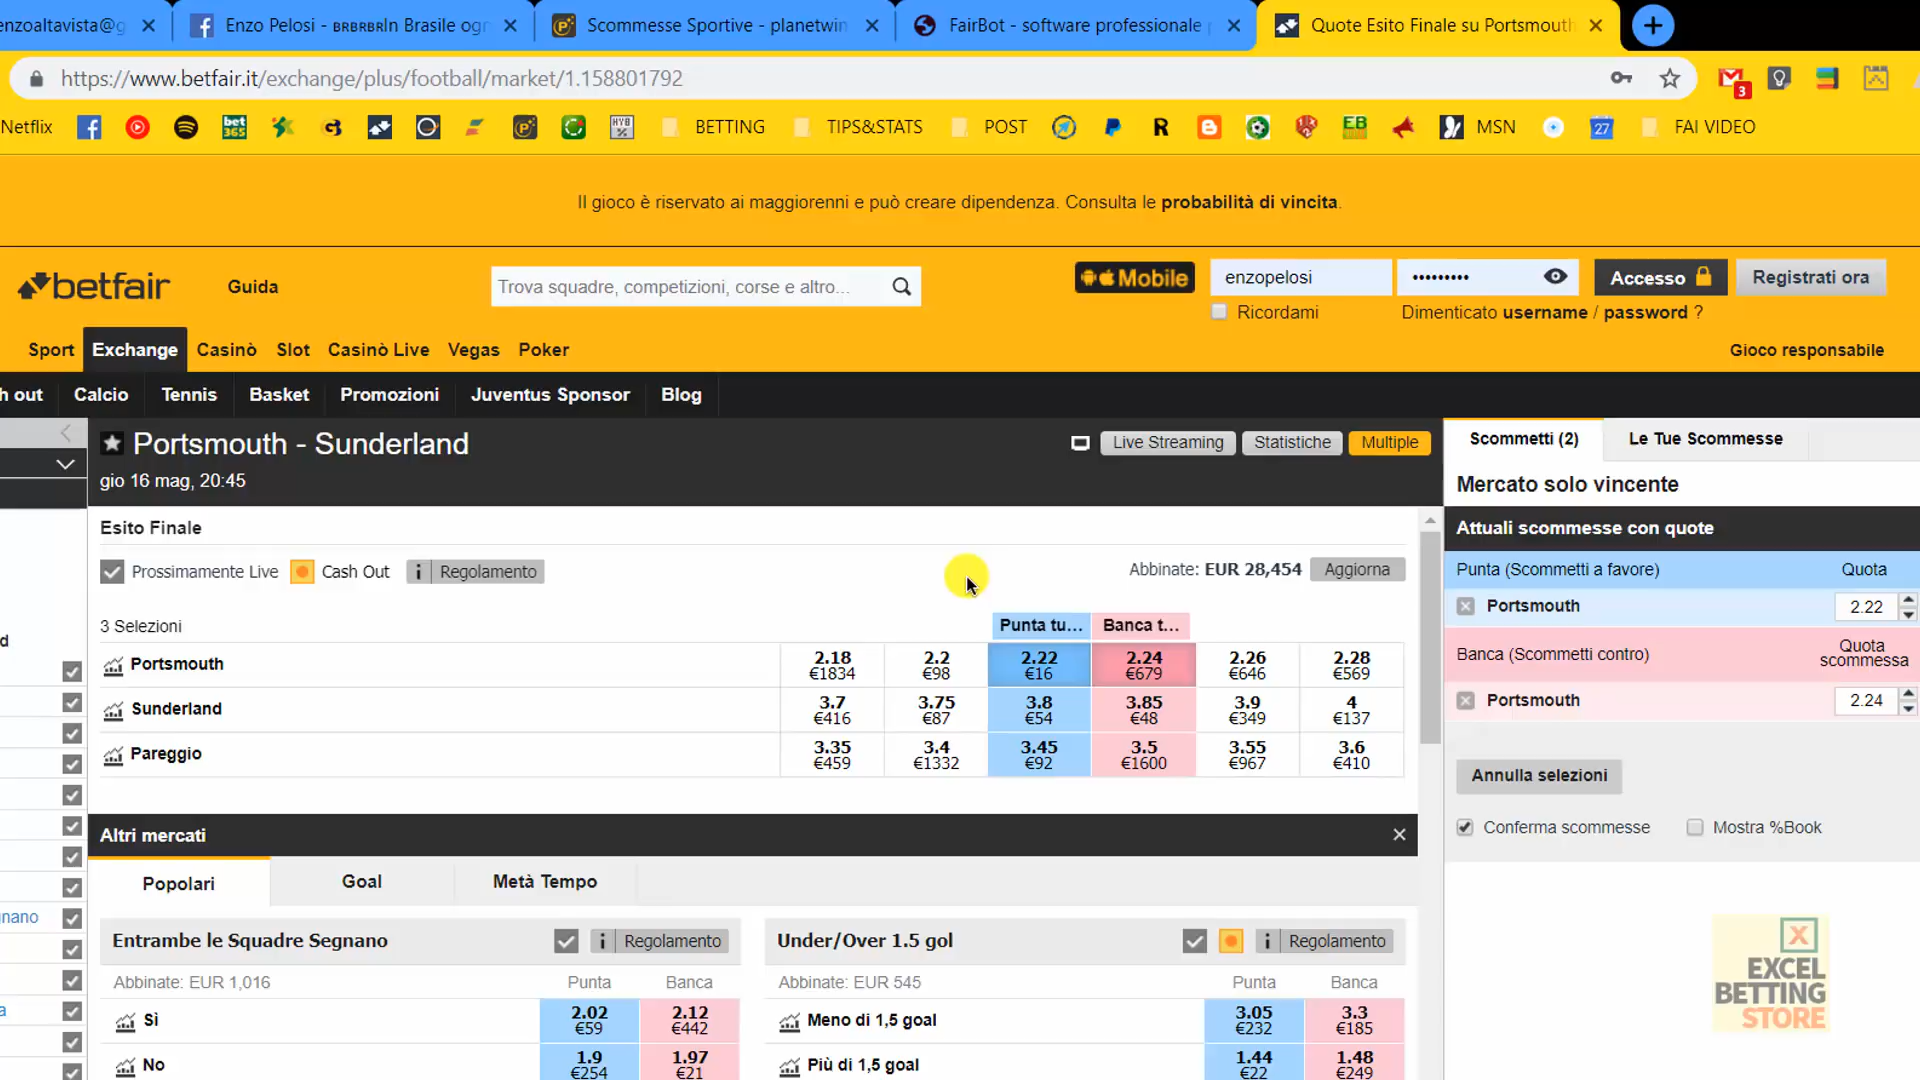 enzoaltavista@g
Enzo Pelosi - BRBRBRIn Brasile ogn
Scommesse Sportive - planetwin
FairBot - software professionale p
Quote Esito Finale su Portsmouth
https://www.betfair.it/exchange/plus/football/market/1.158801792
3
Netflix
bet365
HYB
BETTING
TIPS&STATS
POST
R
EB
MSN
27
FAI VIDEO
Il gioco è riservato ai maggiorenni e può creare dipendenza. Consulta le probabilità di vincita.
betfair
Guida
Trova squadre, competizioni, corse e altro...
Mobile
enzopelosi
•••••••••
Accesso
Registrati ora
Ricordami
Dimenticato username / password ?
Sport
Exchange
Casinò
Slot
Casinò Live
Vegas
Poker
Gioco responsabile
h out
Calcio
Tennis
Basket
Promozioni
Juventus Sponsor
Blog
Portsmouth - Sunderland
gio 16 mag, 20:45
Live Streaming
Statistiche
Multiple
Esito Finale
Prossimamente Live
Cash Out
i Regolamento
Abbinate: EUR 28,454
Aggiorna
3 Selezioni
Punta tu...
Banca t...
Portsmouth
2.18 2.2 2.22 2.24 2.26 2.28
€1834 €98 €16 €679 €646 €569
Sunderland
3.7 3.75 3.8 3.85 3.9 4
€416 €87 €54 €48 €349 €137
Pareggio
3.35 3.4 3.45 3.5 3.55 3.6
€459 €1332 €92 €1600 €967 €410
Altri mercati
Popolari
Goal
Metà Tempo
Entrambe le Squadre Segnano
i Regolamento
Abbinate: EUR 1,016
Punta
Banca
Sì
2.02 2.12
€59 €442
No
1.9 1.97
€254 €21
Under/Over 1.5 gol
i Regolamento
Abbinate: EUR 545
Punta
Banca
Meno di 1,5 goal
3.05 3.3
€232 €185
Più di 1,5 goal
1.44 1.48
€22 €249
Scommetti (2)
Le Tue Scommesse
Mercato solo vincente
Attuali scommesse con quote
Punta (Scommetti a favore)
Quota
Portsmouth
2.22
Banca (Scommetti contro)
Quota
scommessa
Portsmouth
2.24
Annulla selezioni
Conferma scommesse
Mostra %Book
d
gnano
a
X
EXCEL
BETTING
STORE